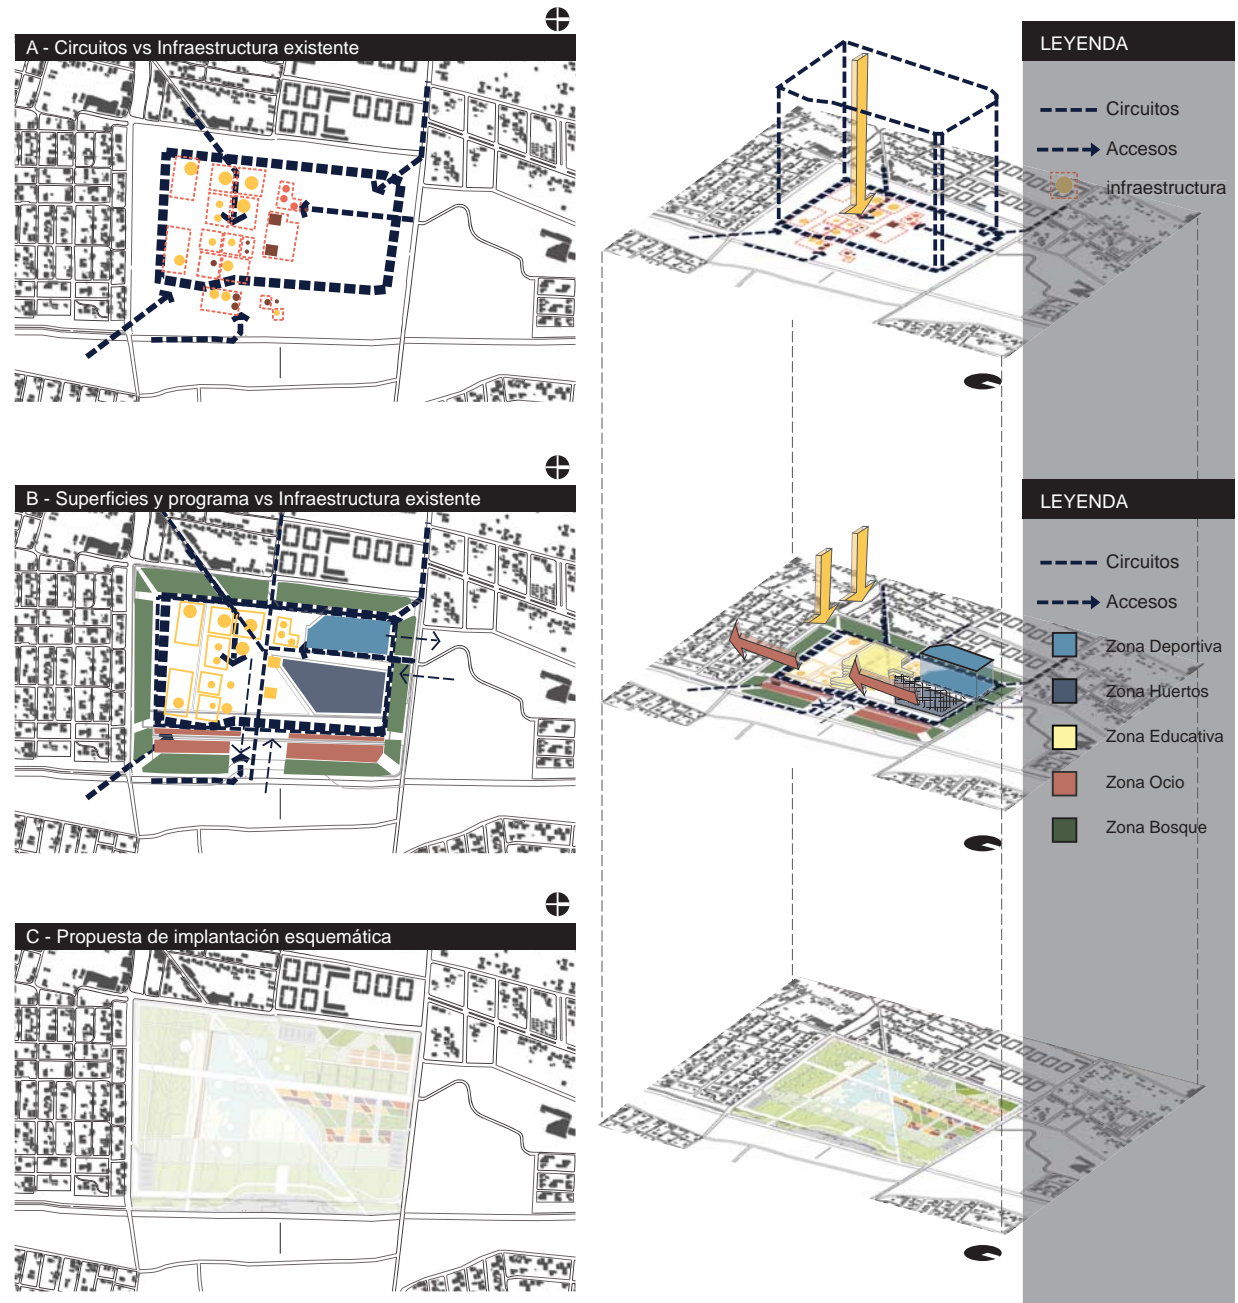 A - Circuitos vs Infraestructura existente
LEYENDA
Circuitos
Accesos
infraestructura
B - Superficies y programa vs Infraestructura existente
LEYENDA
Circuitos
Accesos
Zona Deportiva
Zona Huertos
Zona Educativa
Zona Ocio
Zona Bosque
C - Propuesta de implantación esquemática